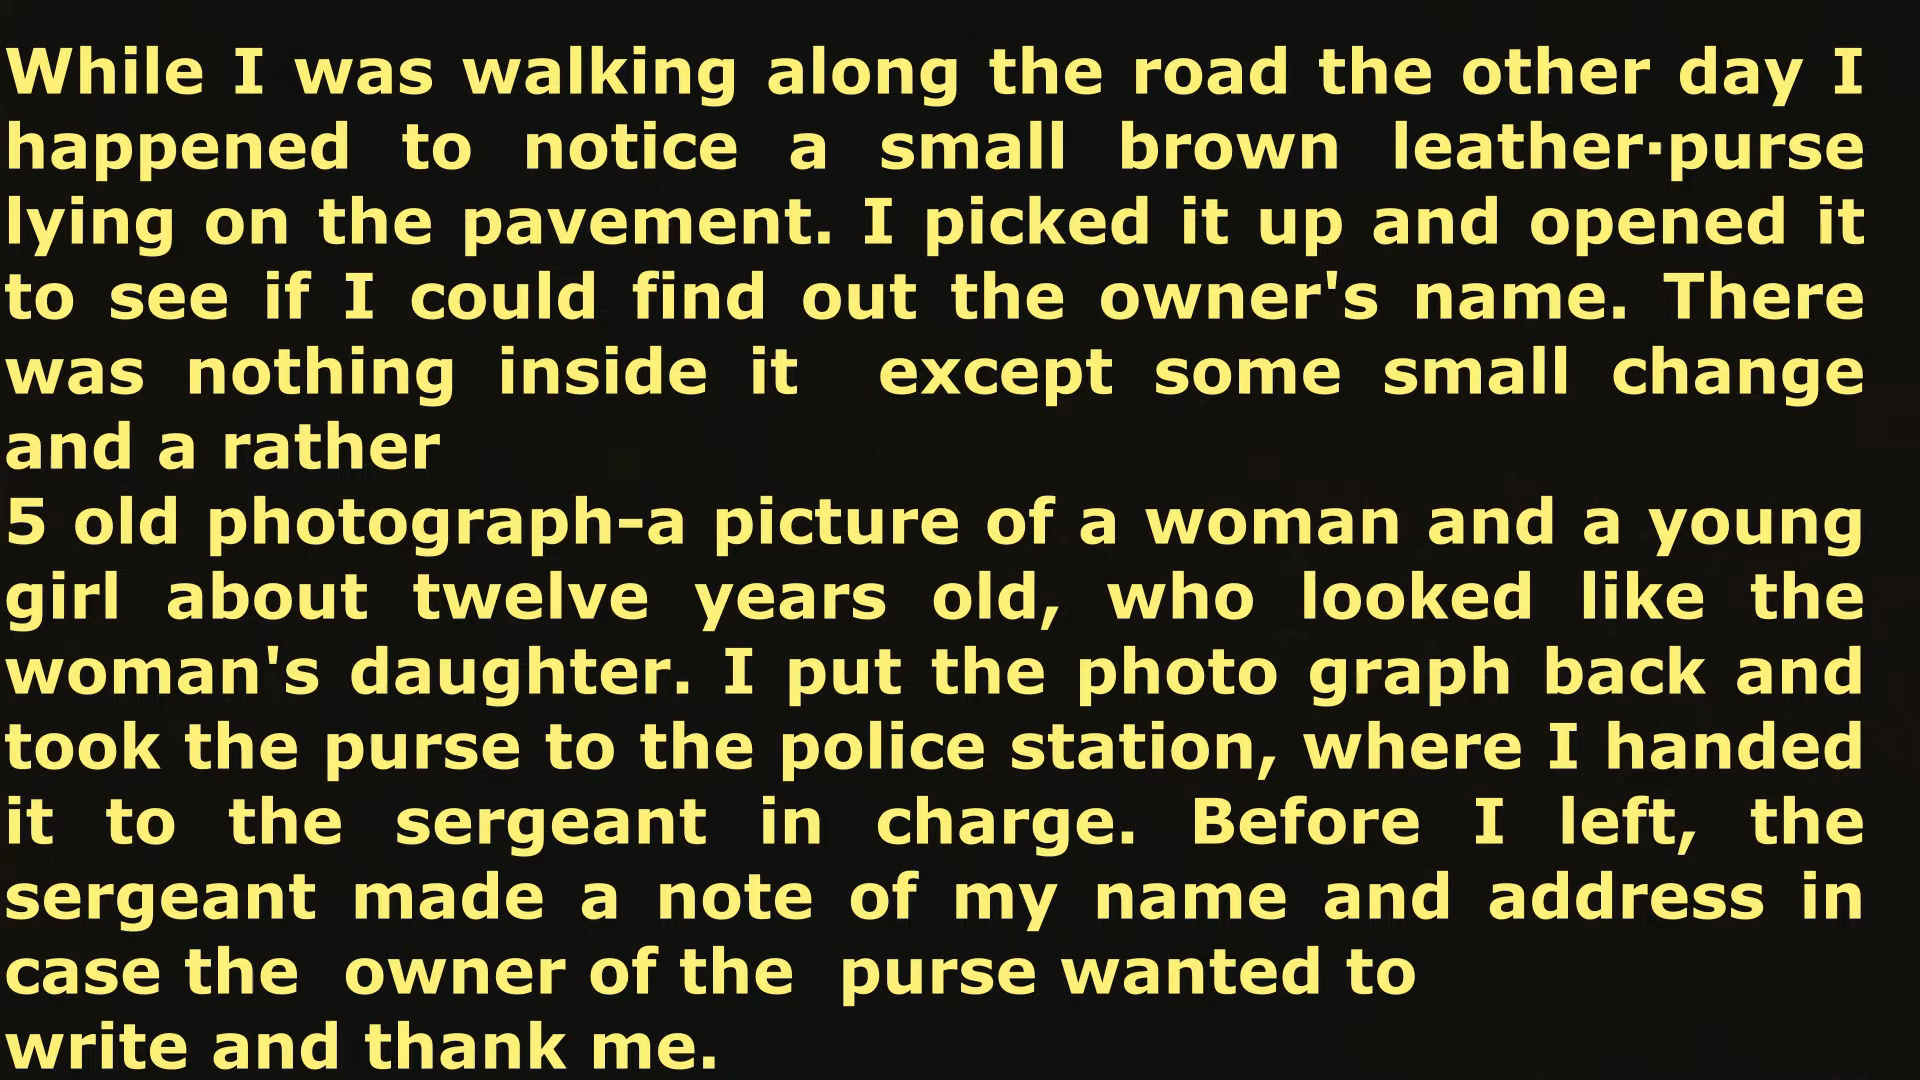 While I was walking along the road the other day I
happened to notice a small brown leather·purse
lying on the pavement. I picked it up and opened it
to see if I could find out the owner's name. There
was nothing inside it  except some small change
and a rather
5 old photograph-a picture of a woman and a young
girl about twelve years old, who looked like the
woman's daughter. I put the photo graph back and
took the purse to the police station, where I handed
it to the sergeant in charge. Before I left, the
sergeant made a note of my name and address in
case the  owner of the  purse wanted to
write and thank me.